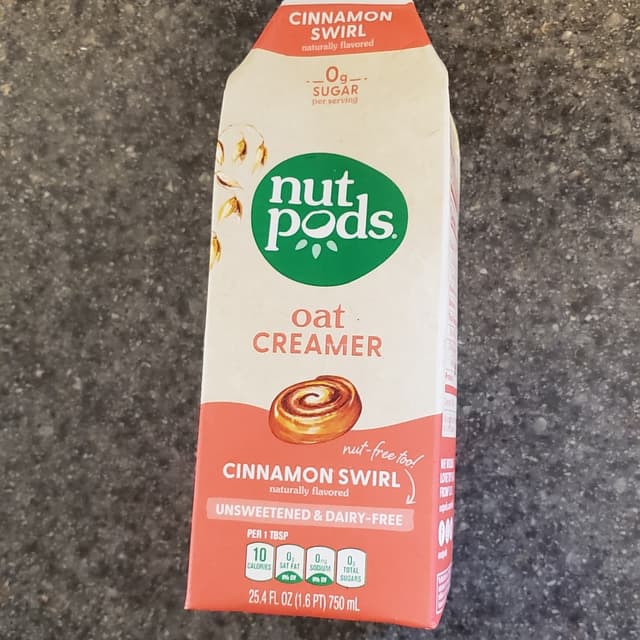 CINNAMON
SWIRL
naturally flavored
0g
SUGAR
per serving
nut
pods.
oat
CREAMER
nut-free too!
CINNAMON SWIRL
naturally flavored
UNSWEETENED & DAIRY-FREE
PER 1 TBSP
10 CALORIES
0g SAT FAT 0% DV
0mg SODIUM 0% DV
0g TOTAL SUGARS
25.4 FL OZ (1.6 PT) 750 mL